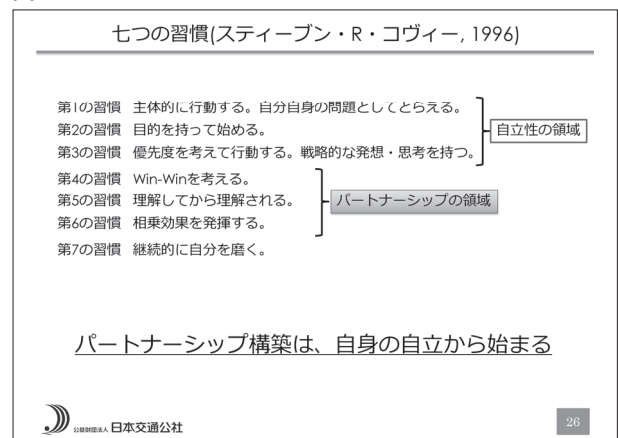 七つの習慣(スティーブン・R・コヴィー, 1996)
第1の習慣 主体的に行動する。自分自身の問題としてとらえる。
第2の習慣 目的を持って始める。
第3の習慣 優先度を考えて行動する。戦略的な発想・思考を持つ。
自立性の領域
第4の習慣 Win-Winを考える。
第5の習慣 理解してから理解される。
第6の習慣 相乗効果を発揮する。
パートナーシップの領域
第7の習慣 継続的に自分を磨く。
パートナーシップ構築は、自身の自立から始まる
公益財団法人 日本交通公社
26